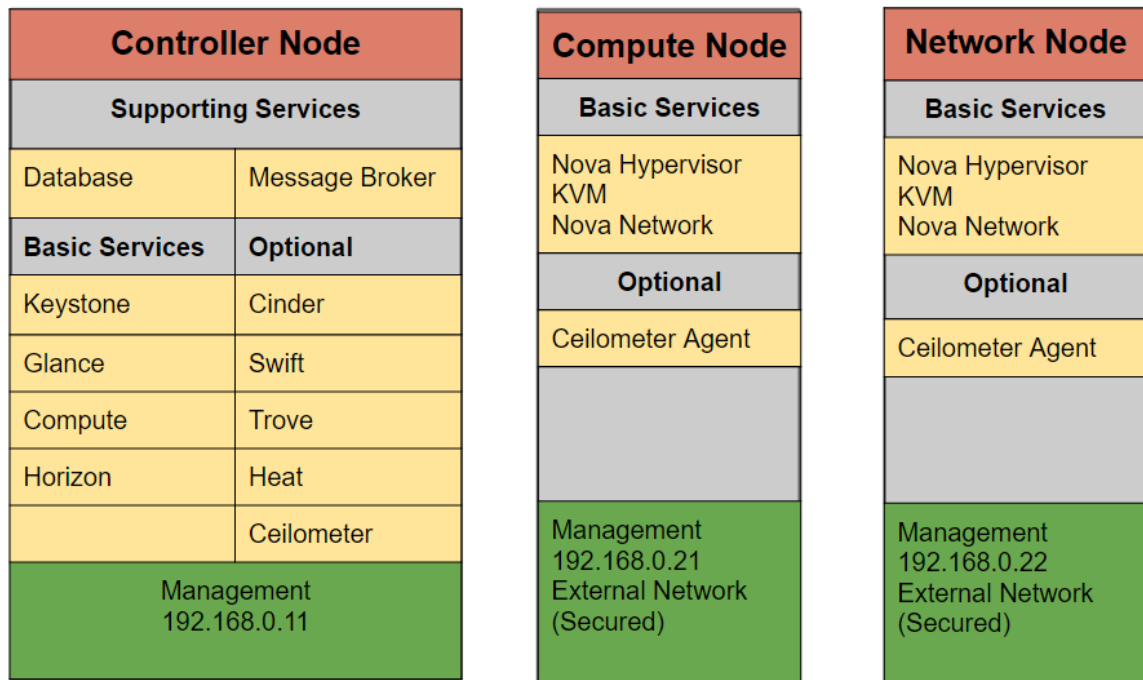 Controller Node
Supporting Services
Database Message Broker
Basic Services Optional
Keystone Cinder
Glance Swift
Compute Trove
Horizon Heat
Ceilometer
Management
192.168.0.11
Compute Node
Basic Services
Nova Hypervisor
KVM
Nova Network
Optional
Ceilometer Agent
Management
192.168.0.21
External Network
(Secured)
Network Node
Basic Services
Nova Hypervisor
KVM
Nova Network
Optional
Ceilometer Agent
Management
192.168.0.22
External Network
(Secured)